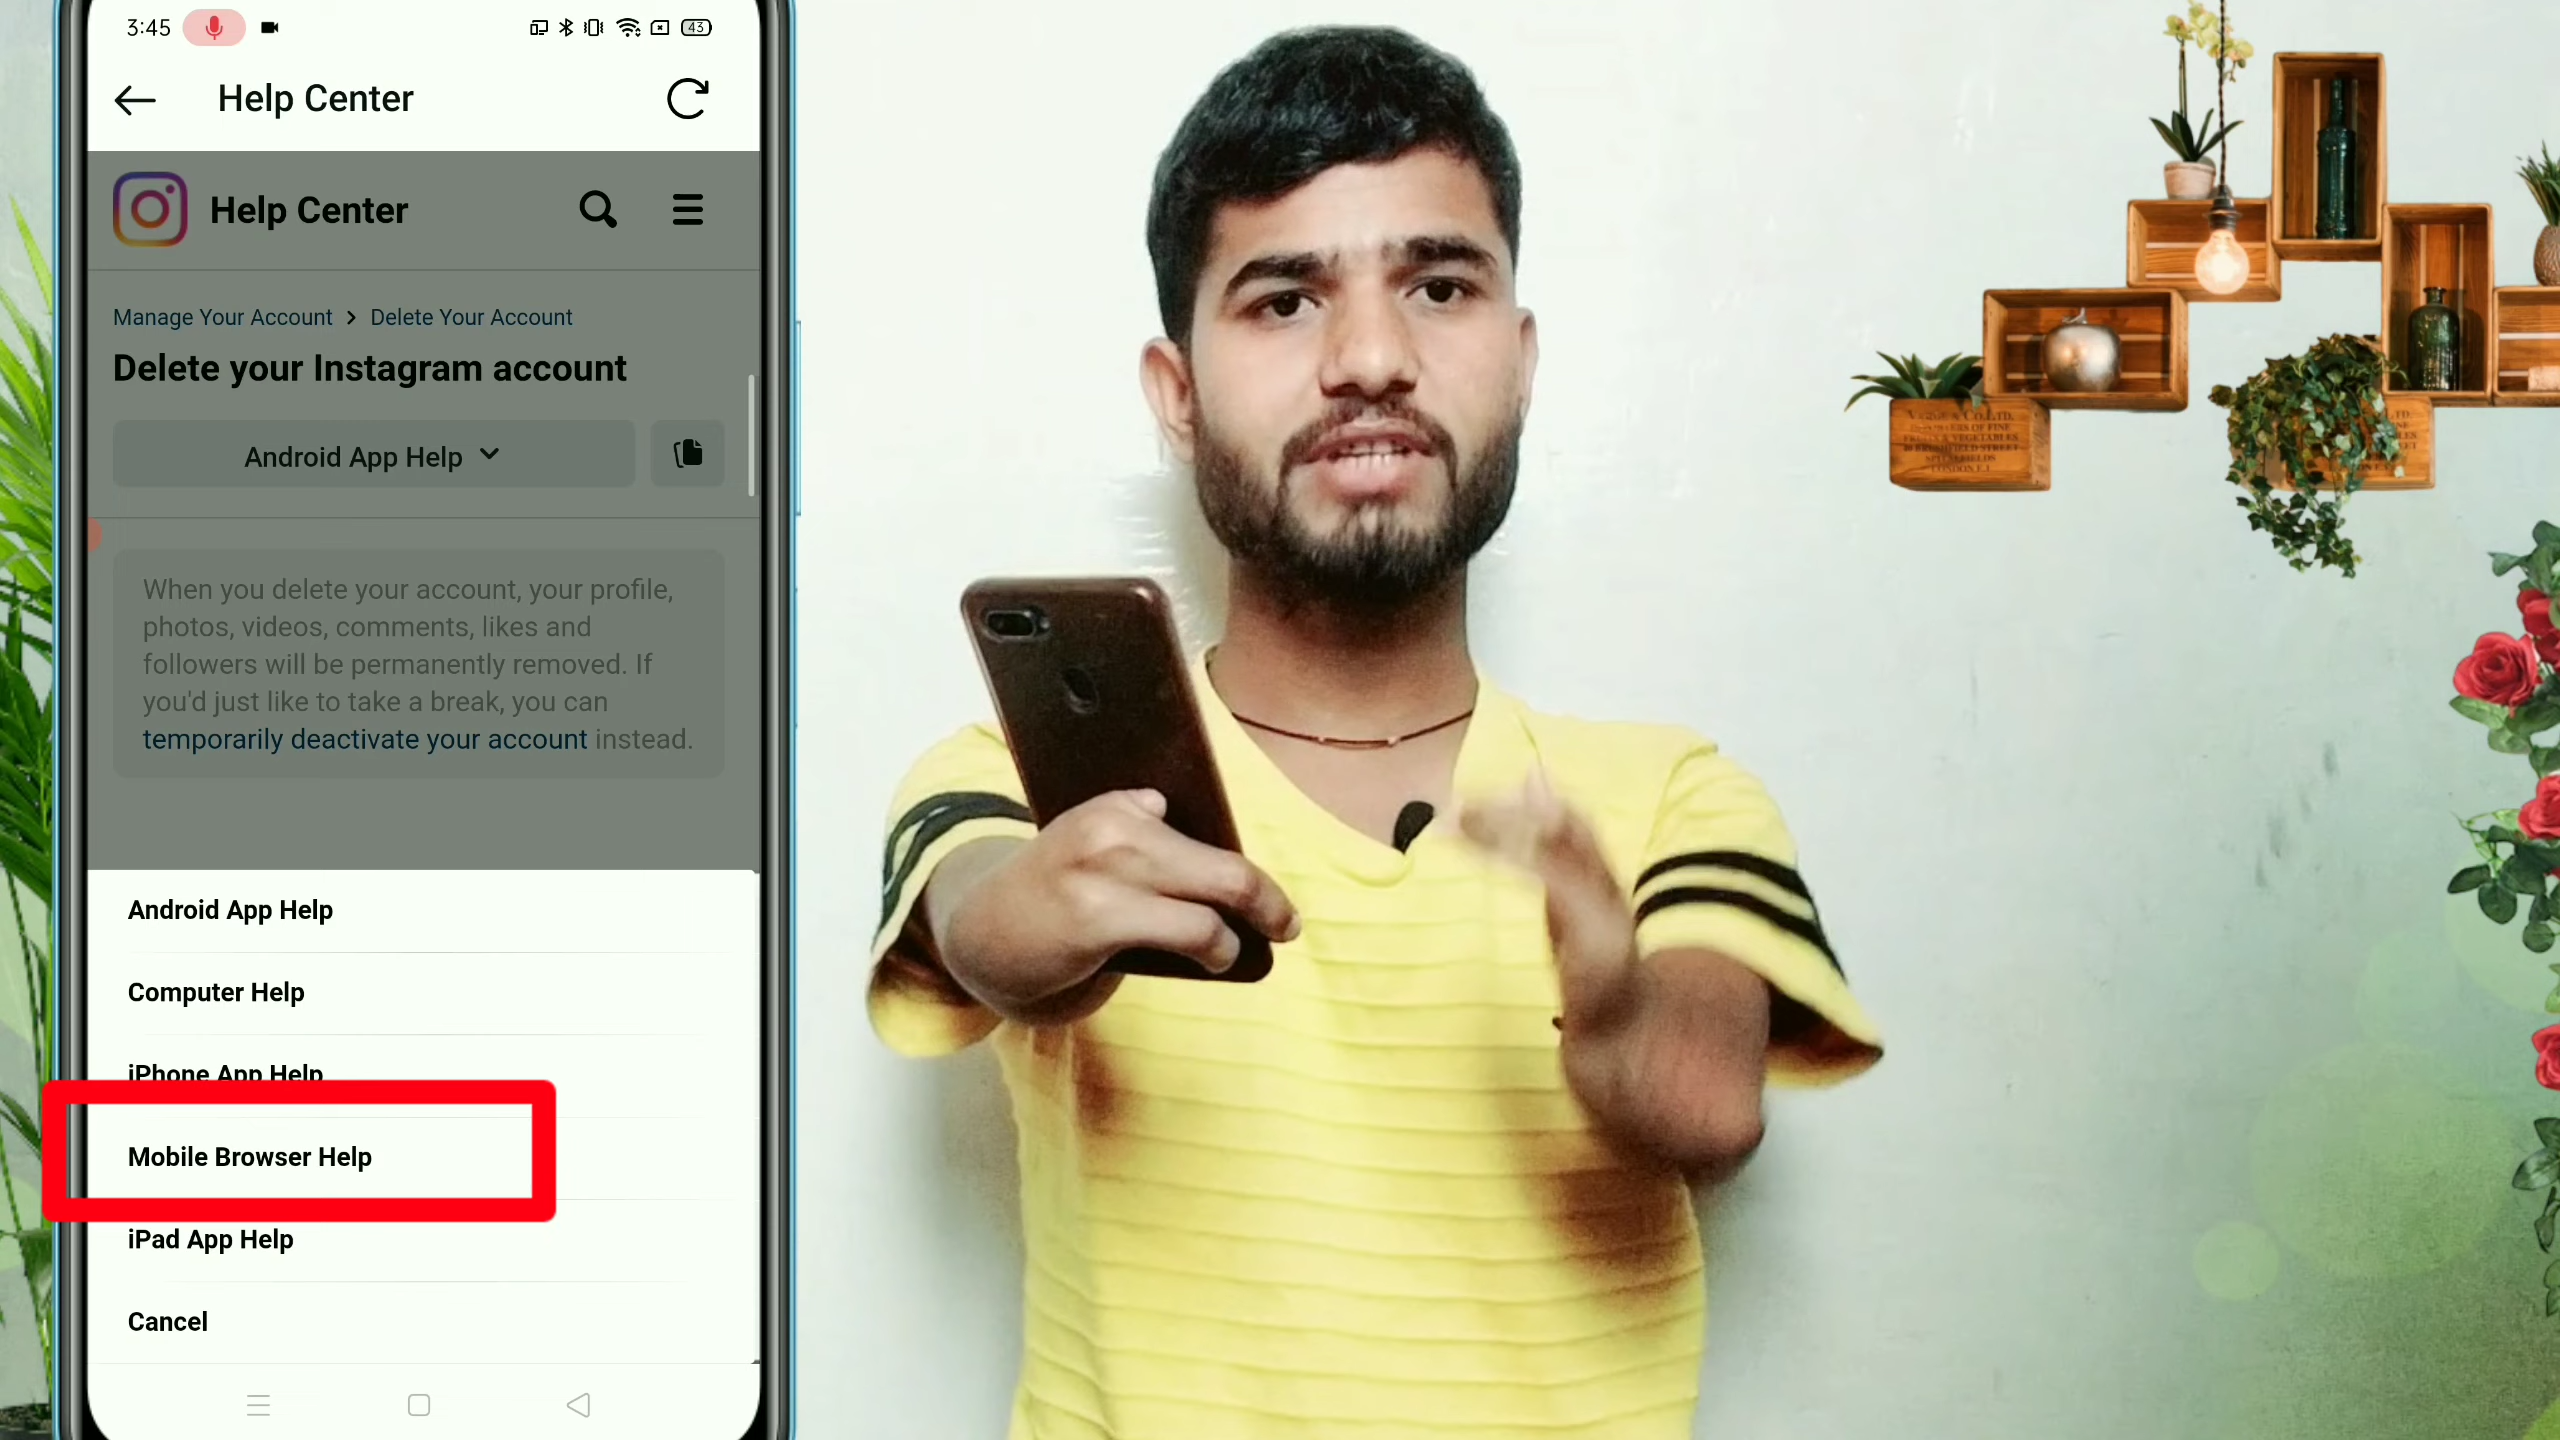 3:45
43
Help Center
Help Center
Manage Your Account > Delete Your Account
Delete your Instagram account
Android App Help
When you delete your account, your profile,
photos, videos, comments, likes and
followers will be permanently removed. If
you'd just like to take a break, you can
temporarily deactivate your account instead.
Android App Help
Computer Help
iPhone App Help
Mobile Browser Help
iPad App Help
Cancel